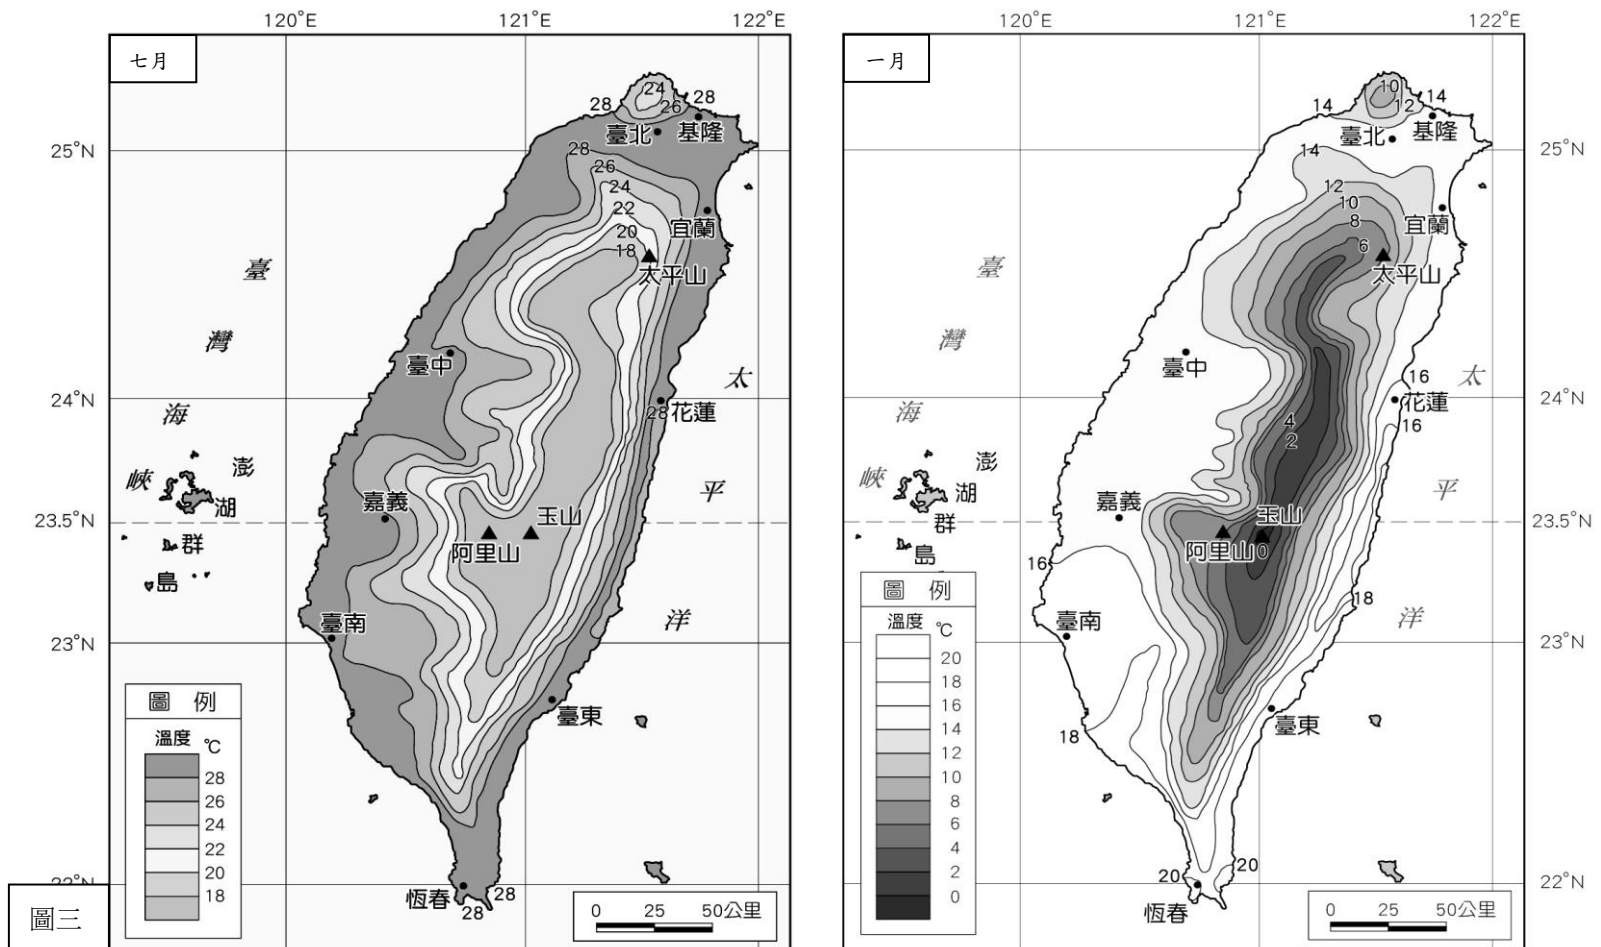 120°E 121°E 122°E
七月
24
28 26 28
臺北 基隆
25°N
28
26
24
22
20
18
宜蘭
太平山
臺
灣
海
峽
臺中
太
平
洋
24°N
28 花蓮
澎
湖
群
島
嘉義
玉山
阿里山
臺南
23°N
臺東
圖 例
溫度 ℃
28
26
24
22
20
18
恆春
28
28
0 25 50公里
圖三
120°E 121°E 122°E
一月
10
14 12 14
臺北 基隆
25°N
14
12
10
8
6
宜蘭
太平山
臺
灣
海
峽
臺中
太
平
洋
16
花蓮
16
24°N
4
2
澎
湖
群
島
嘉義
玉山
阿里山 0
23.5°N
16
18
臺南
23°N
18
臺東
圖 例
溫度 ℃
20
18
16
14
12
10
8
6
4
2
0
20
20
恆春
22°N
0 25 50公里